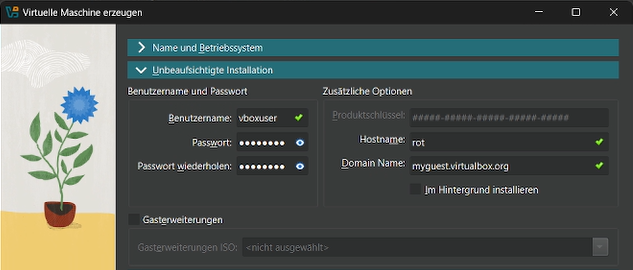 Virtuelle Maschine erzeugen
Name und Betriebssystem
Unbeaufsichtigte Installation
Benutzername und Passwort
Zusätzliche Optionen
Benutzername: vboxuser
Produktschlüssel: #####-#####-#####-#####-#####
Passwort: ●●●●●●●●
Hostname: rot
Passwort wiederholen: ●●●●●●●●
Domain Name: myguest.virtualbox.org
Im Hintergrund installieren
Gasterweiterungen
Gasterweiterungen ISO: <nicht ausgewählt>